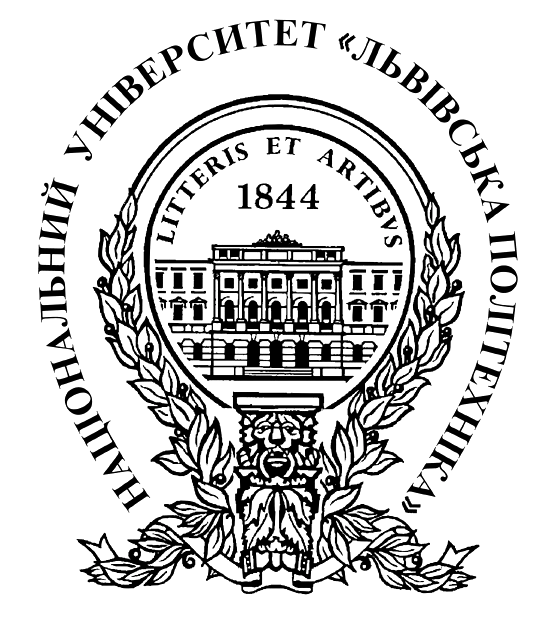 НАЦІОНАЛЬНИЙ УНІВЕРСИТЕТ «ЛЬВІВСЬКА ПОЛІТЕХНІКА»
LITTERIS ET ARTIBVS
1844